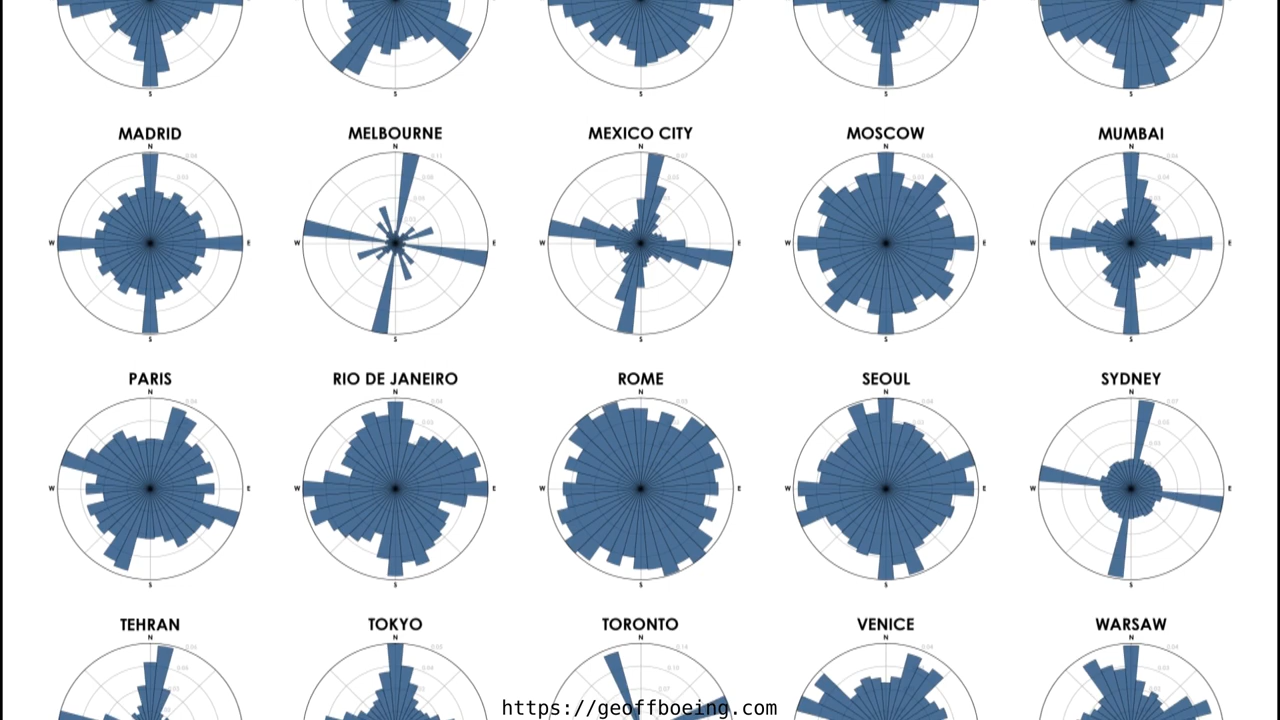 S S S S S
MADRID MELBOURNE MEXICO CITY MOSCOW MUMBAI
N N N N N
W E W E W E W E W E
S S S S S
PARIS RIO DE JANEIRO ROME SEOUL SYDNEY
N N N N N
W E W E W E W E W E
S S S S S
TEHRAN TOKYO TORONTO VENICE WARSAW
N N N N N
https://geoffboeing.com